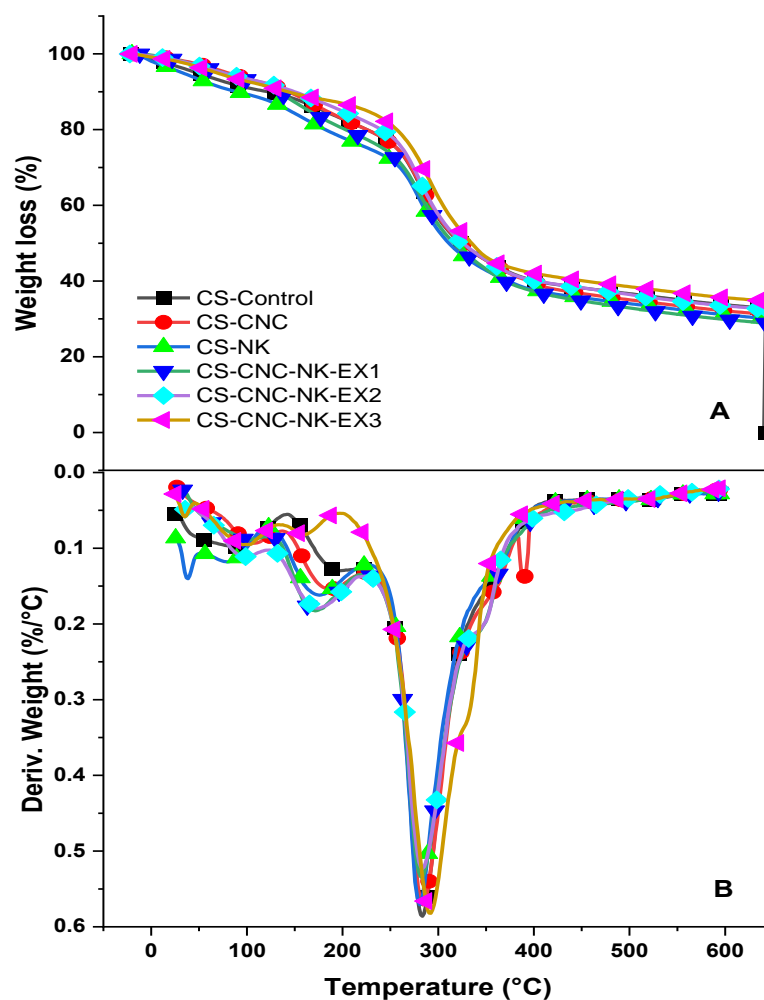 100
80
60
40
20
0
Weight loss (%)
CS-Control
CS-CNC
CS-NK
CS-CNC-NK-EX1
CS-CNC-NK-EX2
CS-CNC-NK-EX3
A
0.0
0.1
0.2
0.3
0.4
0.5
0.6
Deriv. Weight (%/°C)
B
0 100 200 300 400 500 600
Temperature (°C)